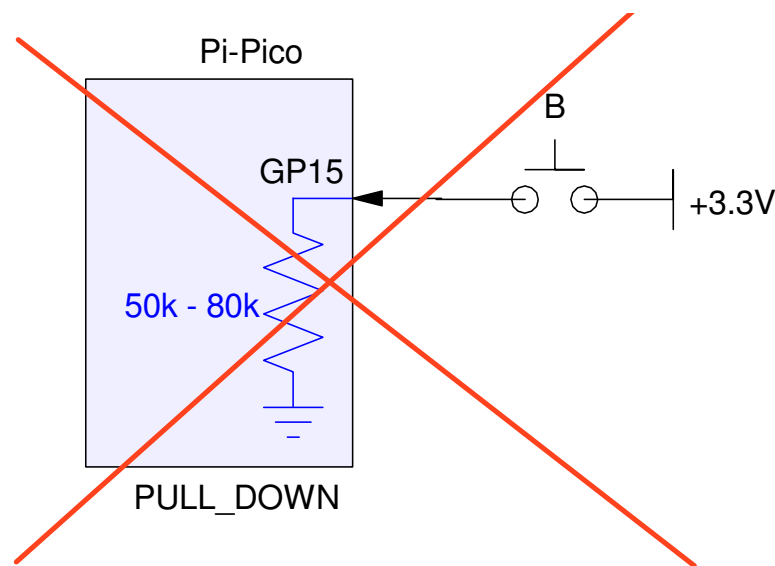 Pi-Pico
B
GP15
+3.3V
50k - 80k
PULL_DOWN